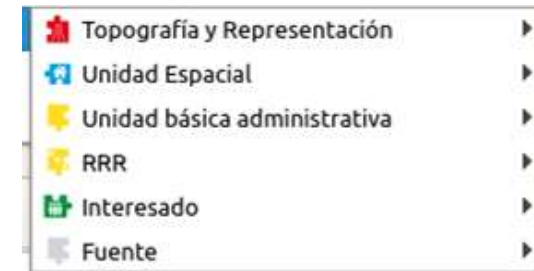 Topografía y Representación
Unidad Espacial
Unidad básica administrativa
RRR
Interesado
Fuente